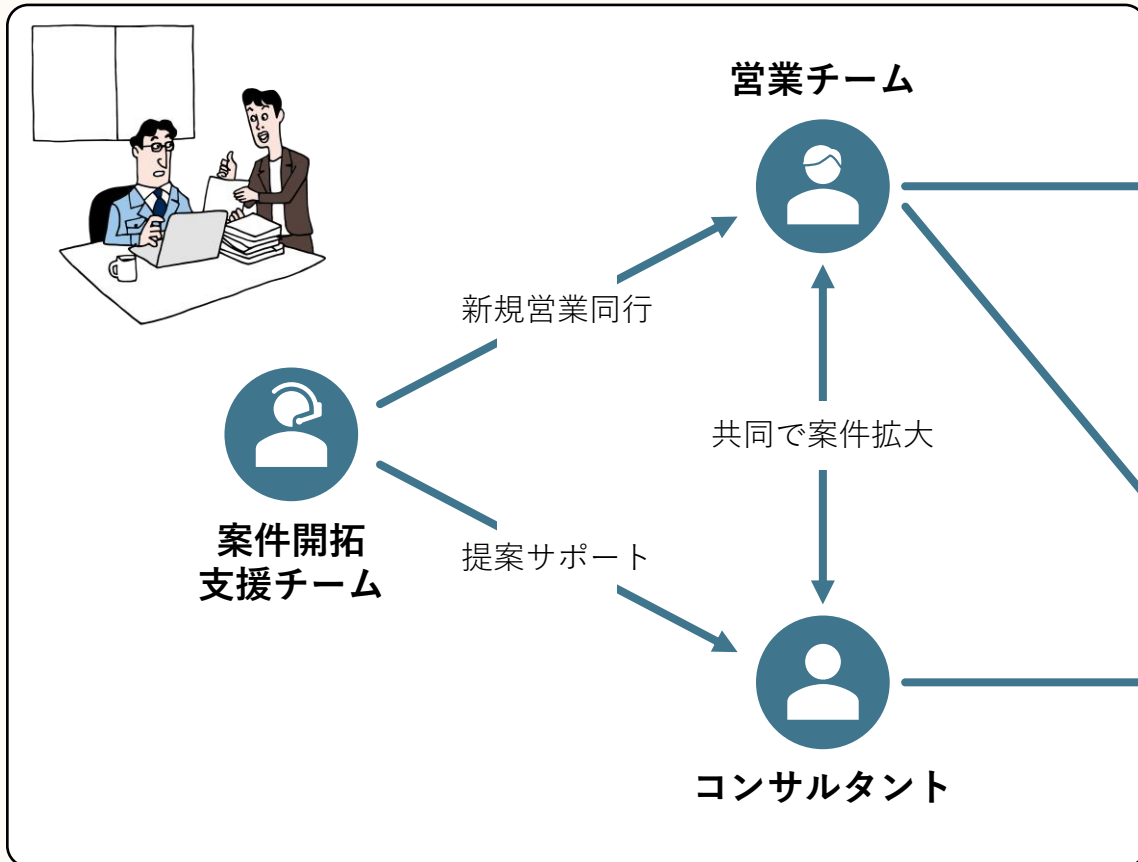 営業チーム
新規営業同行
共同で案件拡大
案件開拓
支援チーム
提案サポート
コンサルタント